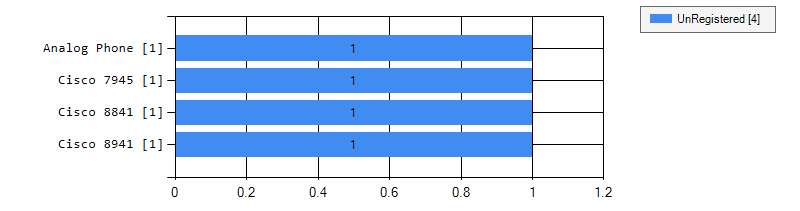 UnRegistered [4]
Analog Phone [1]
1
Cisco 7945 [1]
1
Cisco 8841 [1]
1
Cisco 8941 [1]
1
0 0.2 0.4 0.6 0.8 1 1.2